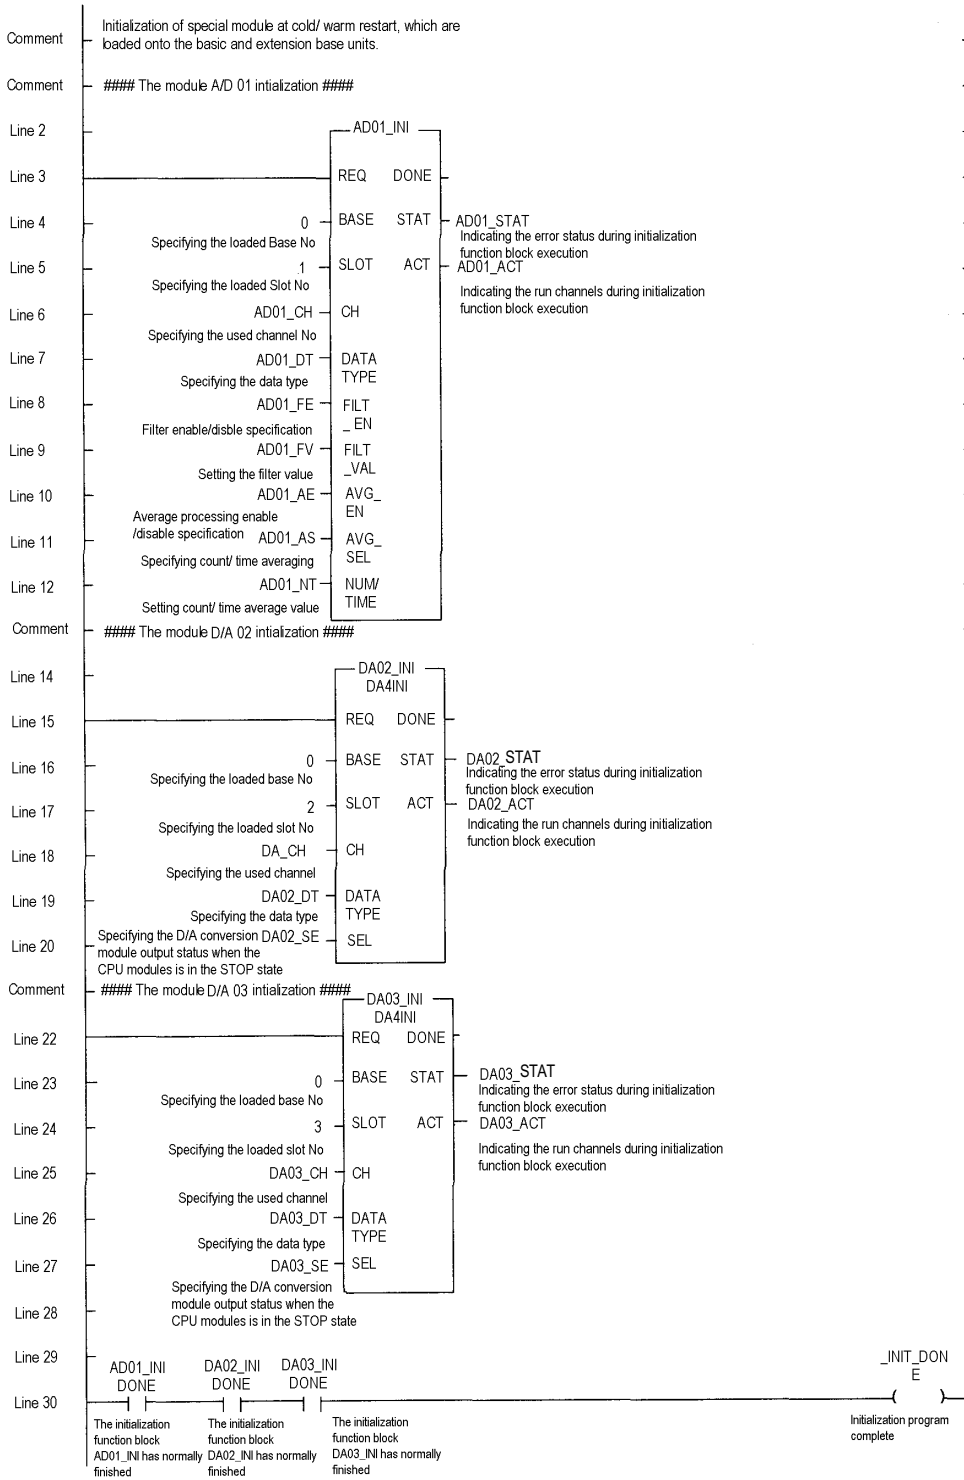 Initialization of special module at cold/ warm restart, which are
Comment loaded onto the basic and extension base units.
Comment #### The module A/D 01 intialization ####
Line 2 AD01_INI
Line 3 REQ DONE
Line 4 0 BASE STAT AD01_STAT
Specifying the loaded Base No Indicating the error status during initialization
function block execution
Line 5 1 SLOT ACT AD01_ACT
Specifying the loaded Slot No Indicating the run channels during initialization
function block execution
Line 6 AD01_CH CH
Specifying the used channel No
Line 7 AD01_DT DATA
TYPE
Specifying the data type
Line 8 AD01_FE FILT
_ EN
Filter enable/disble specification
Line 9 AD01_FV FILT
_VAL
Setting the filter value
Line 10 AD01_AE AVG_
EN
Average processing enable
/disable specification
Line 11 AD01_AS AVG_
SEL
Specifying count/ time averaging
Line 12 AD01_NT NUM/
TIME
Setting count/ time average value
Comment #### The module D/A 02 intialization ####
Line 14 DA02_INI
DA4INI
Line 15 REQ DONE
Line 16 0 BASE STAT DA02_STAT
Specifying the loaded base No Indicating the error status during initialization
function block execution
Line 17 2 SLOT ACT DA02_ACT
Specifying the loaded slot No Indicating the run channels during initialization
function block execution
Line 18 DA_CH CH
Specifying the used channel
Line 19 DA02_DT DATA
TYPE
Specifying the data type
Line 20 Specifying the D/A conversion DA02_SE SEL
module output status when the
CPU modules is in the STOP state
Comment #### The module D/A 03 intialization ####
DA03_INI
DA4INI
Line 22 REQ DONE
Line 23 0 BASE STAT DA03_STAT
Specifying the loaded base No Indicating the error status during initialization
function block execution
Line 24 3 SLOT ACT DA03_ACT
Specifying the loaded slot No Indicating the run channels during initialization
function block execution
Line 25 DA03_CH CH
Specifying the used channel
Line 26 DA03_DT DATA
TYPE
Specifying the data type
Line 27 DA03_SE SEL
Specifying the D/A conversion
module output status when the
CPU modules is in the STOP state
Line 28
Line 29 AD01_INI DA02_INI DA03_INI _INIT_DON
DONE DONE DONE E
Line 30
The initialization
function block
AD01_INI has normally
finished
The initialization
function block
DA02_INI has normally
finished
The initialization
function block
DA03_INI has normally
finished
Initialization program
complete